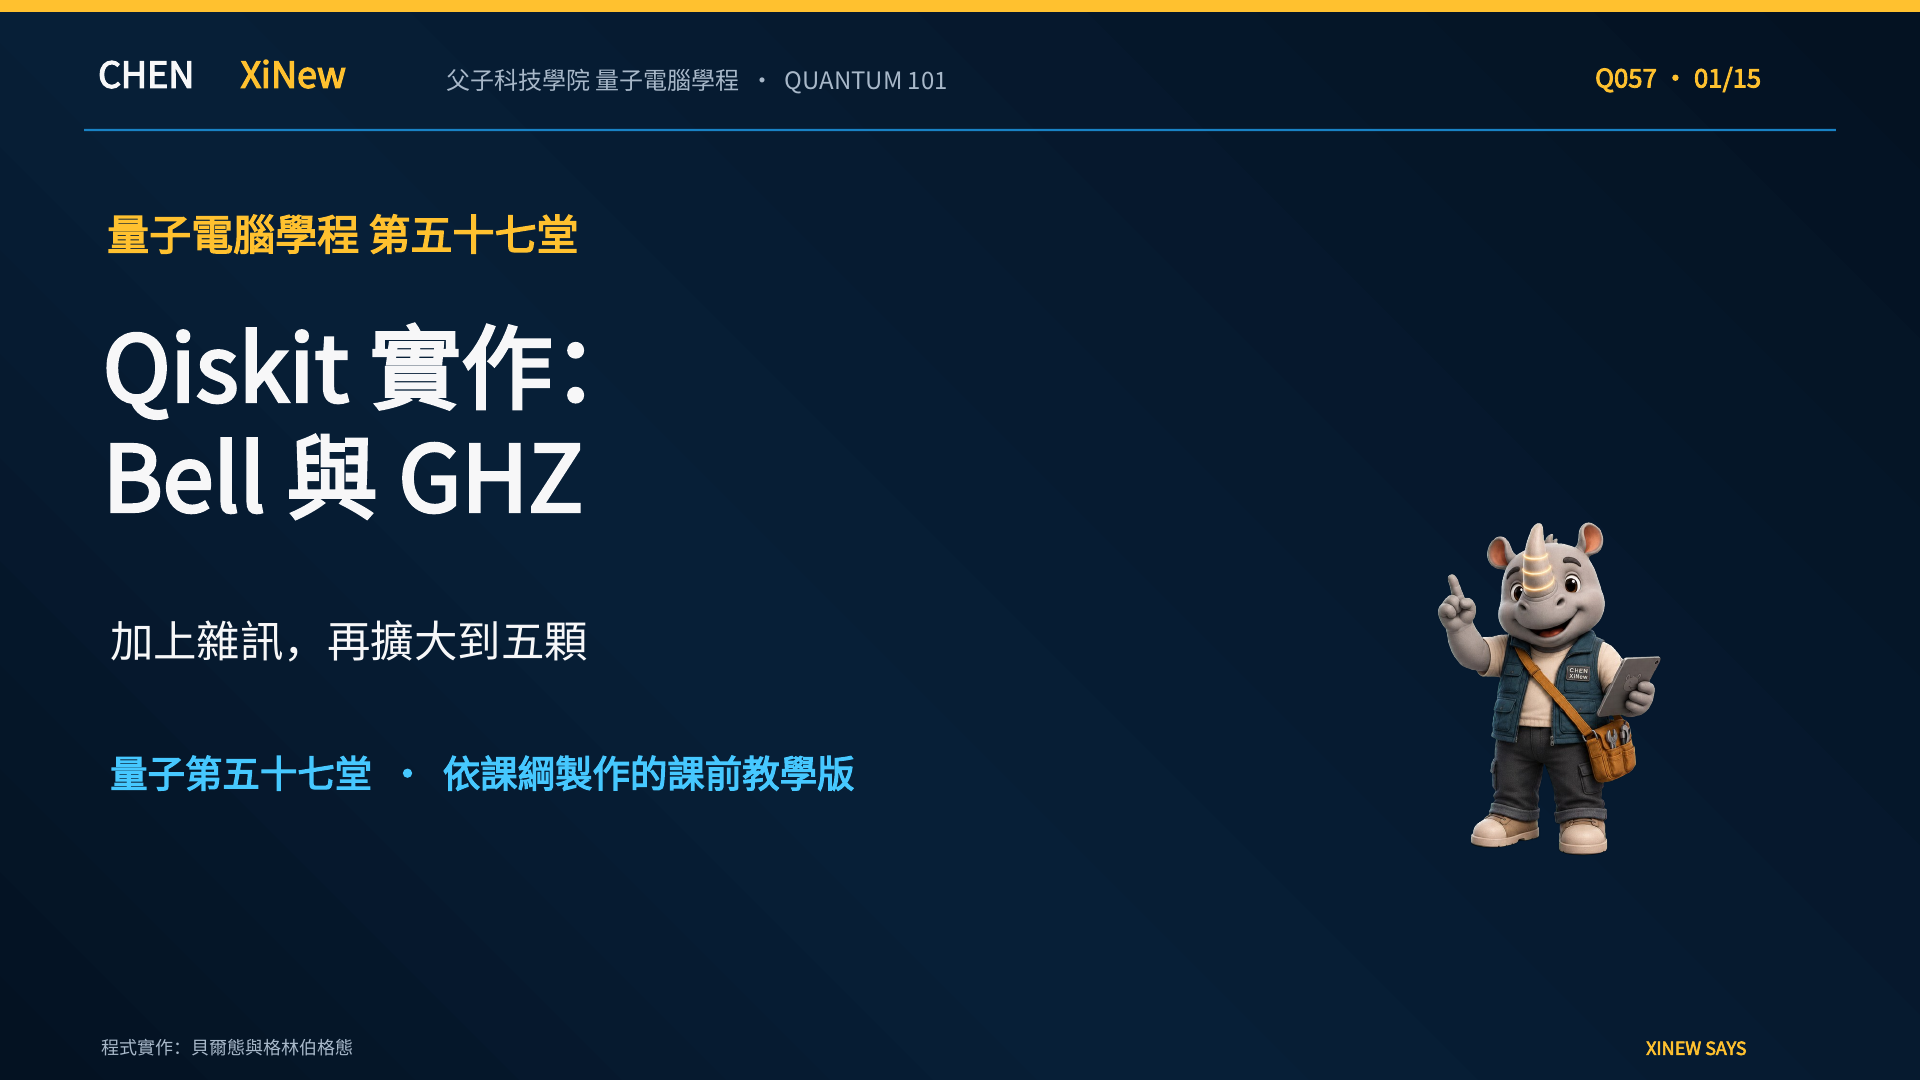 CHEN XiNew 父子科技學院 量子電腦學程 • QUANTUM 101 Q057 • 01/15
量子電腦學程 第五十七堂
Qiskit 實作：
Bell 與 GHZ
加上雜訊，再擴大到五顆
CHEN
XiNew
量子第五十七堂 • 依課綱製作的課前教學版
程式實作：貝爾態與格林伯格態 XINEW SAYS